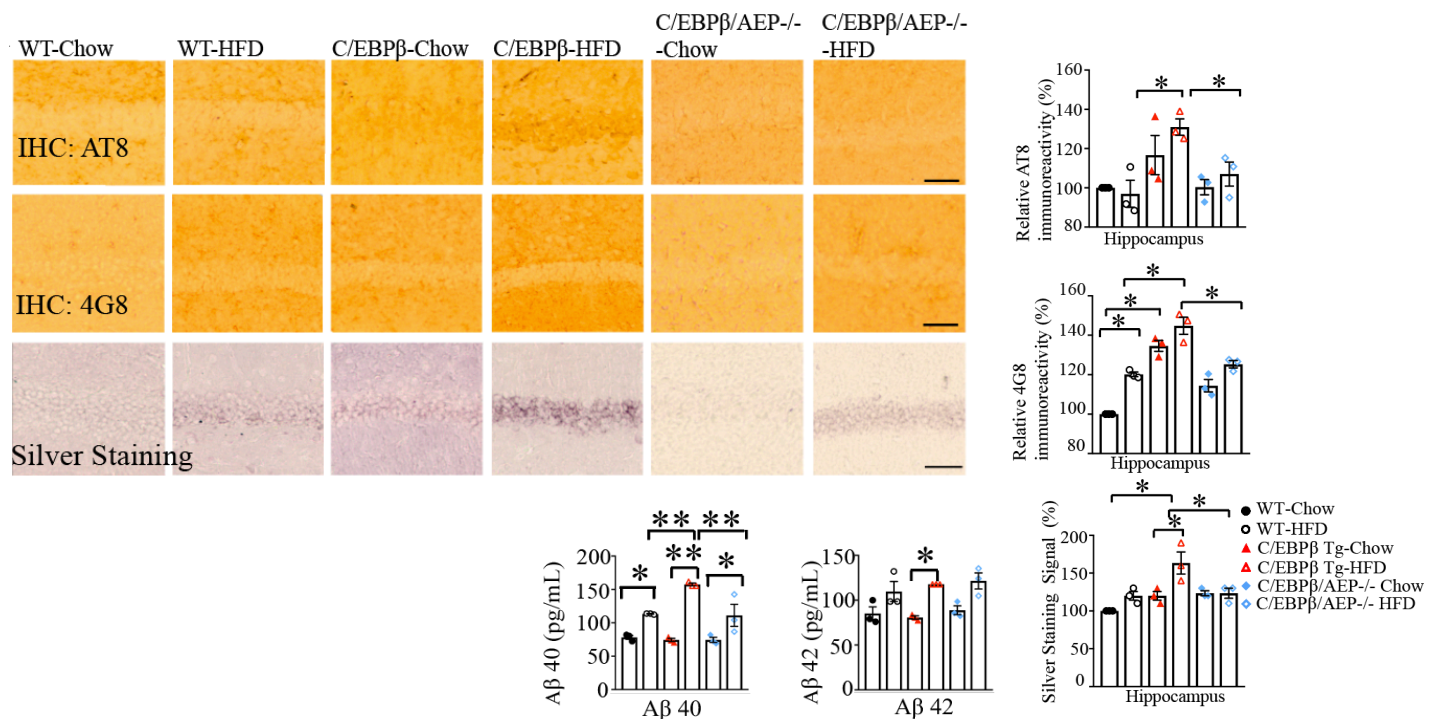 C/EBPβ/AEP-/- C/EBPβ/AEP-/-
WT-Chow WT-HFD C/EBPβ-Chow C/EBPβ-HFD -Chow -HFD
IHC: AT8
IHC: 4G8
Silver Staining
Relative AT8
immunoreactivity (%)
160
140
120
100
80
* *
Hippocampus
Relative 4G8
immunoreactivity (%)
160
140
120
100
80
* * * *
Hippocampus
Aβ 40 (pg/mL)
200
150
100
50
0
* ** ** ** *
Aβ 40
Aβ 42 (pg/mL)
150
100
50
0
*
Aβ 42
Silver Staining Signal (%)
200
150
100
50
0
* * *
Hippocampus
WT-Chow
WT-HFD
C/EBPβ Tg-Chow
C/EBPβ Tg-HFD
C/EBPβ/AEP-/- Chow
C/EBPβ/AEP-/- HFD